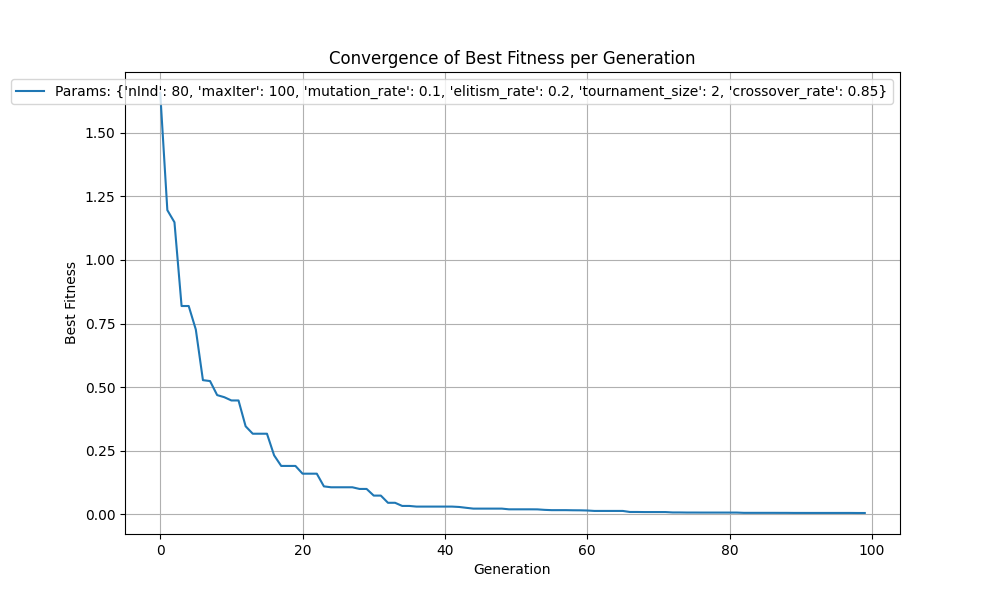 Convergence of Best Fitness per Generation
Params: {'nInd': 80, 'maxIter': 100, 'mutation_rate': 0.1, 'elitism_rate': 0.2, 'tournament_size': 2, 'crossover_rate': 0.85}
1.50
1.25
1.00
0.75
0.50
0.25
0.00
Best Fitness
0 20 40 60 80 100
Generation